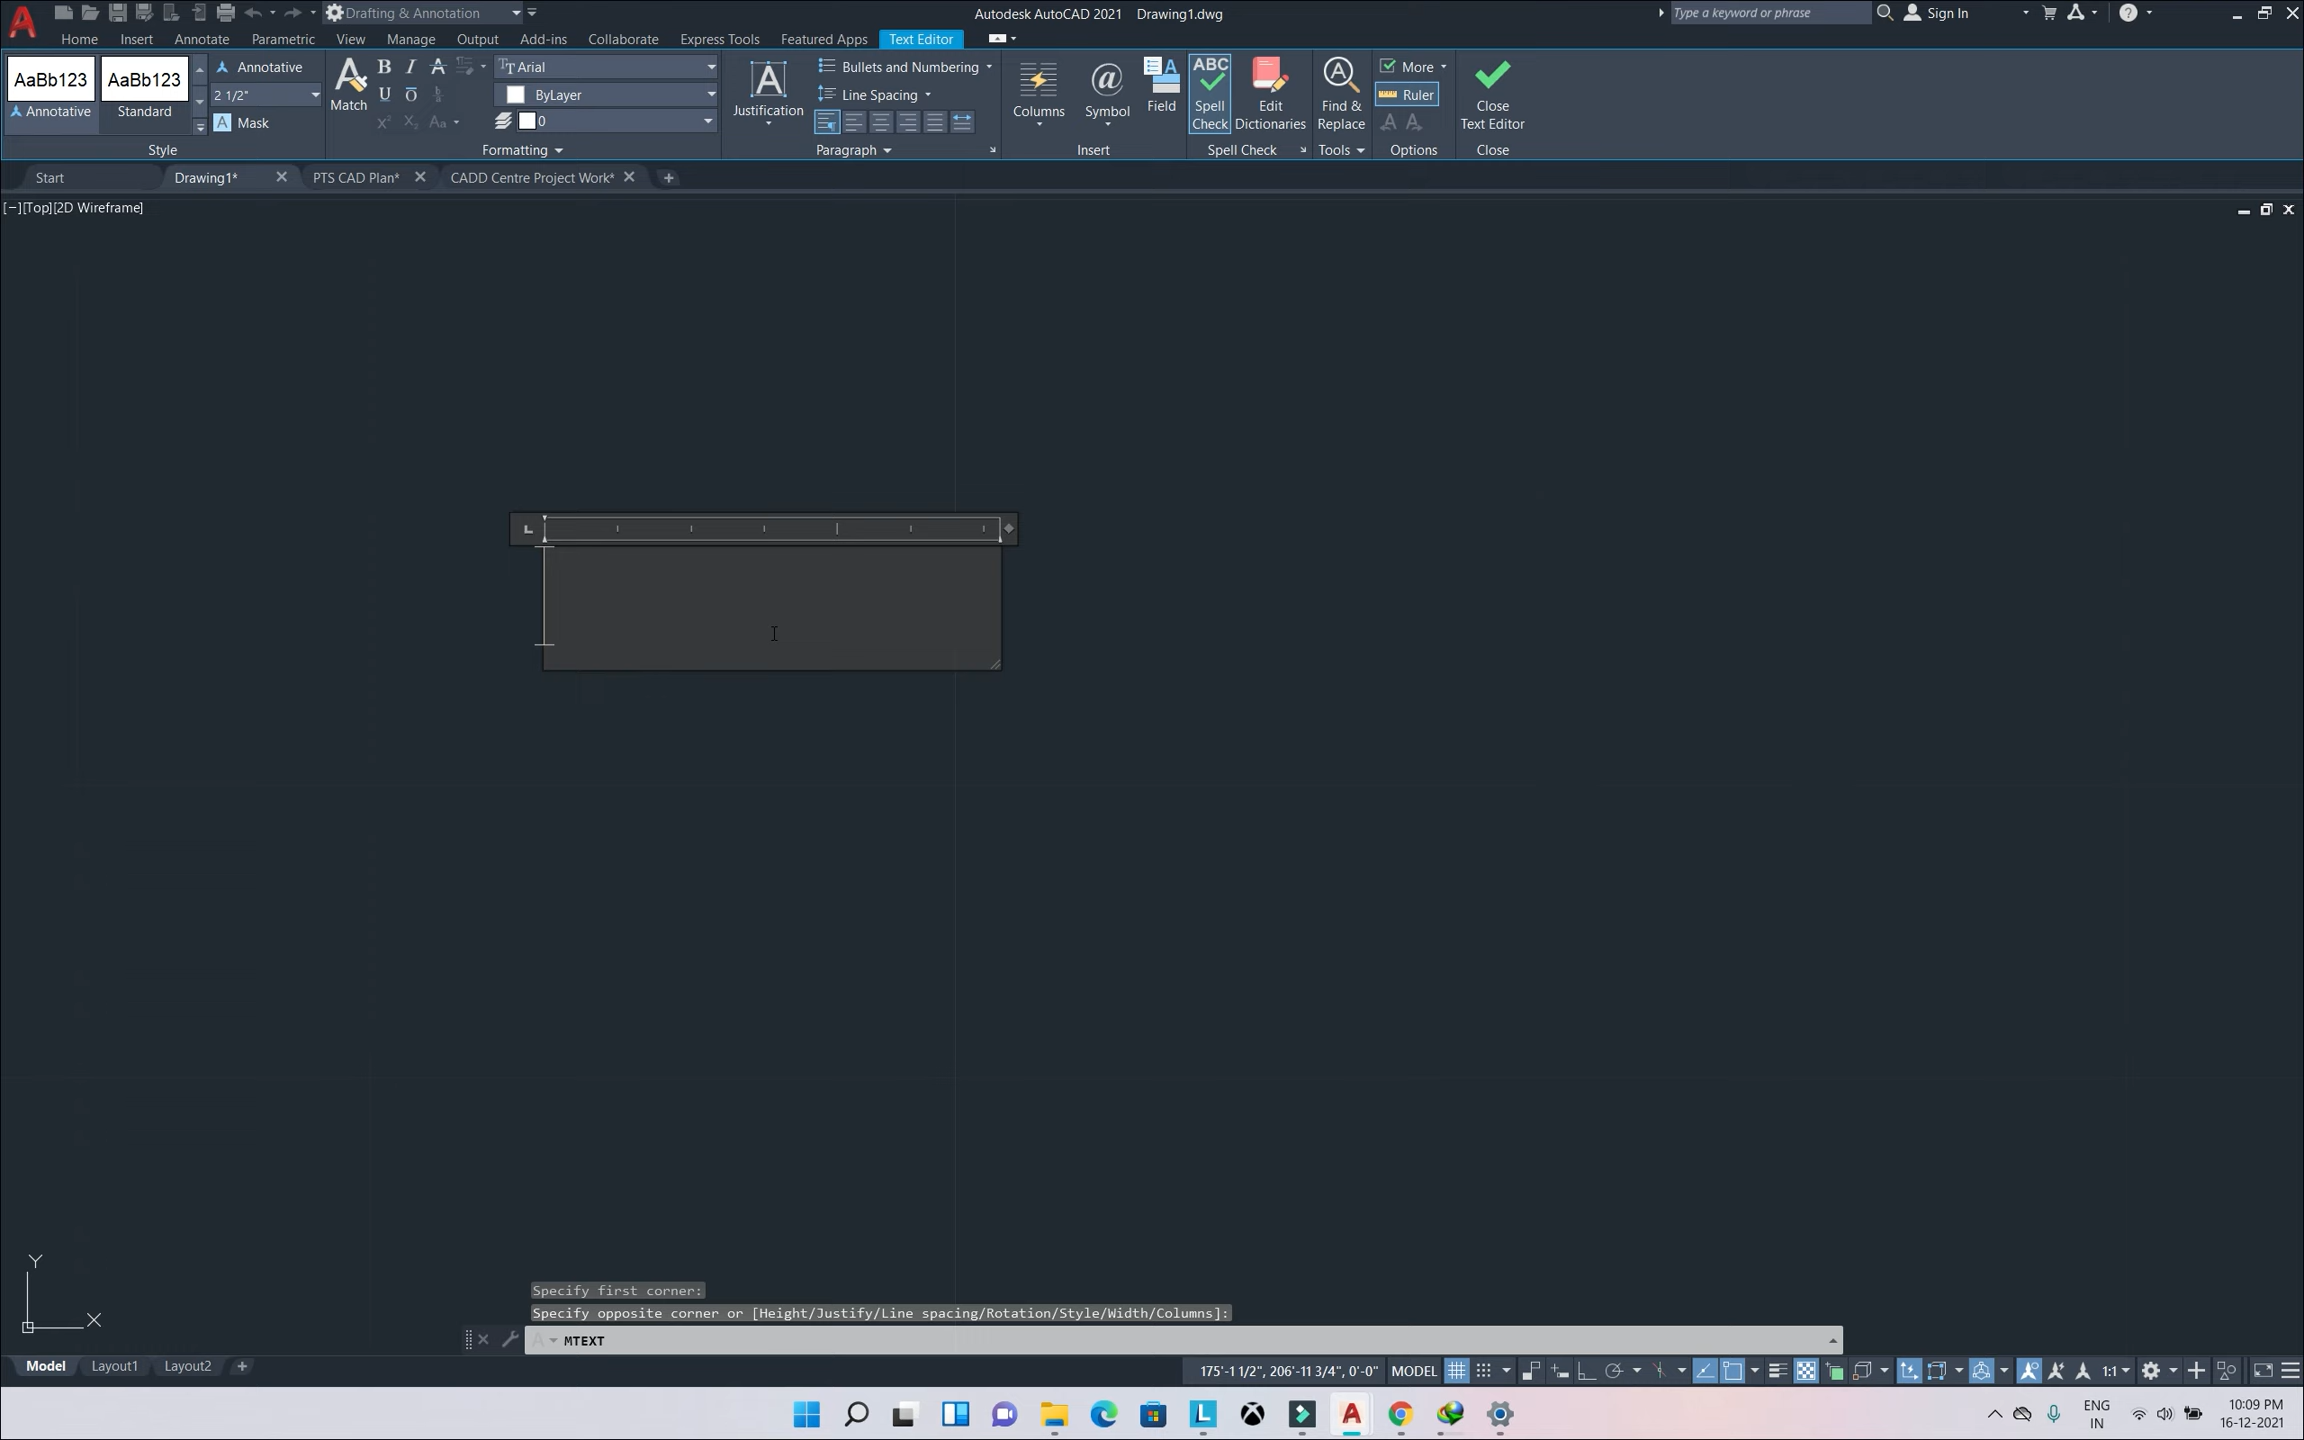 Drafting & Annotation
Autodesk AutoCAD 2021 Drawing1.dwg
Type a keyword or phrase
Sign In
Home Insert Annotate Parametric View Manage Output Add-ins Collaborate Express Tools Featured Apps Text Editor
AaBb123 AaBb123
Annotative Standard
Annotative
2 1/2"
Mask
Style
Match
Arial
ByLayer
0
Formatting
Justification
Bullets and Numbering
Line Spacing
Paragraph
Columns
Symbol
Field
Insert
ABC
Spell
Check
Edit
Dictionaries
Spell Check
Find &
Replace
Tools
More
Ruler
Options
Close
Text Editor
Close
Start Drawing1* PTS CAD Plan* CADD Centre Project Work*
[−][Top][2D Wireframe]
Y
X
Specify first corner:
Specify opposite corner or [Height/Justify/Line spacing/Rotation/Style/Width/Columns]:
MTEXT
Model Layout1 Layout2
175'-1 1/2", 206'-11 3/4", 0'-0" MODEL
1:1
ENG
IN
10:09 PM
16-12-2021